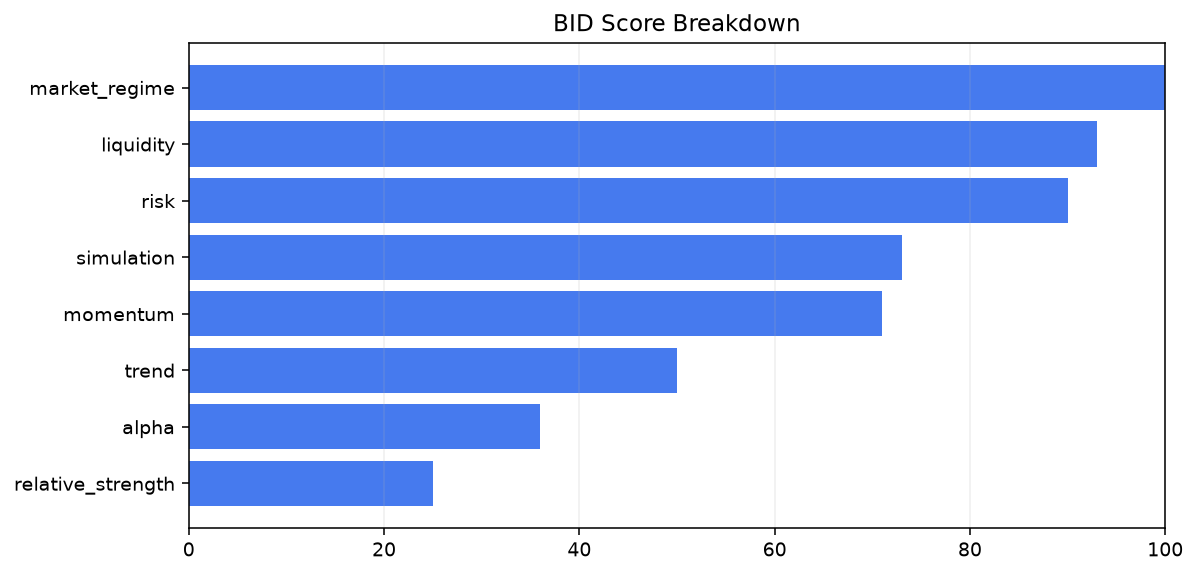 BID Score Breakdown
market_regime
liquidity
risk
simulation
momentum
trend
alpha
relative_strength
0 20 40 60 80 100